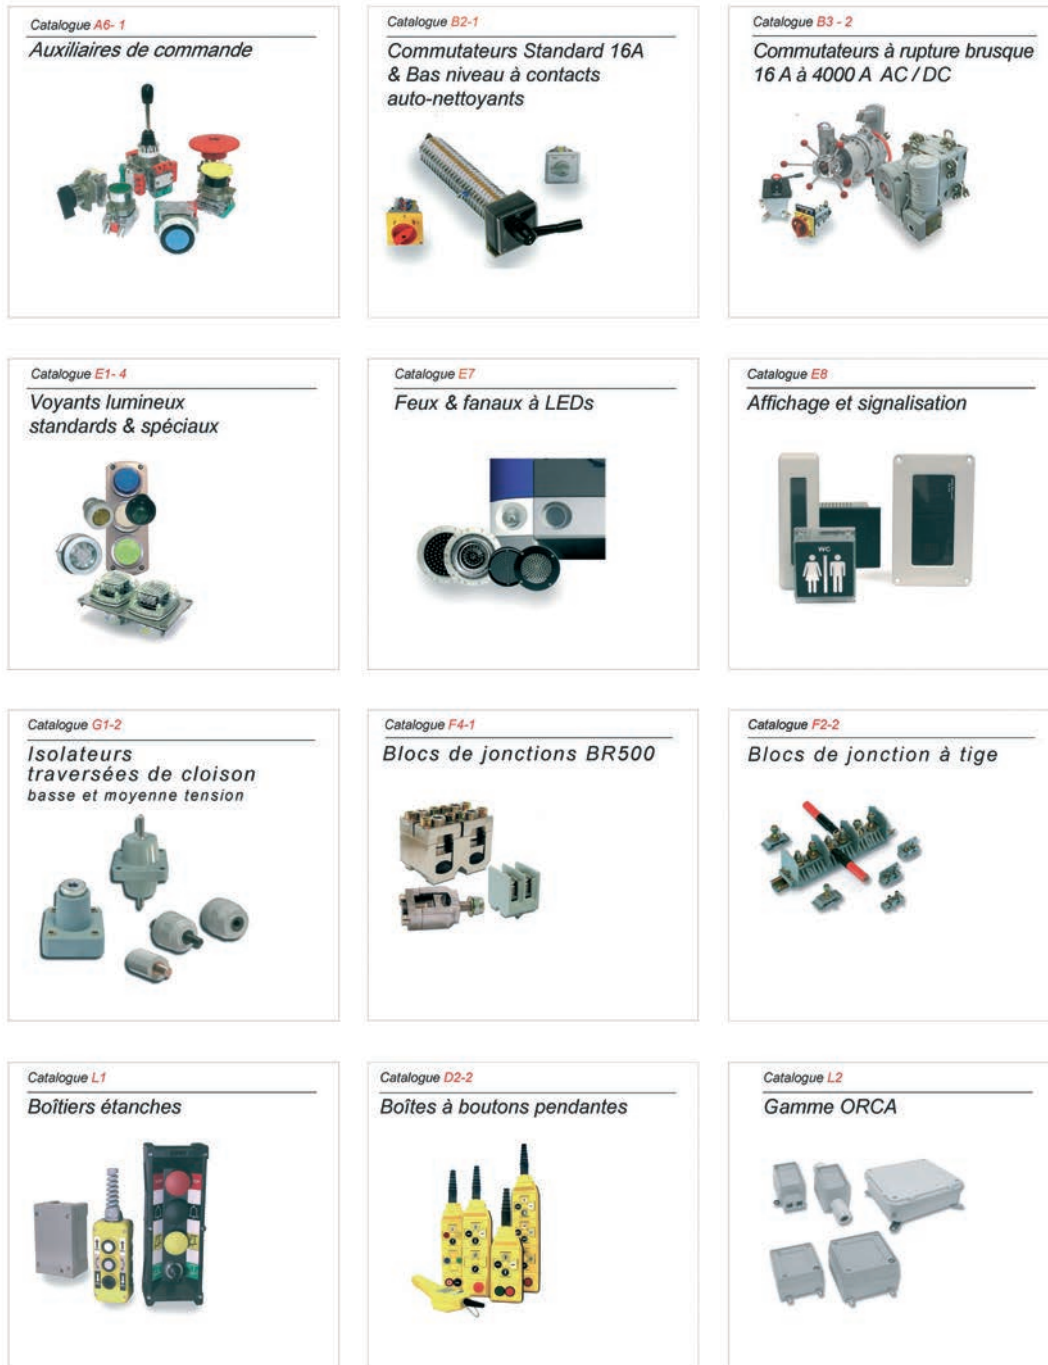 Catalogue A6- 1
Auxiliaires de commande
Catalogue B2-1
Commutateurs Standard 16A
& Bas niveau à contacts
auto-nettoyants
Catalogue B3 - 2
Commutateurs à rupture brusque
16 A à 4000 A AC / DC
Catalogue E1- 4
Voyants lumineux
standards & spéciaux
Catalogue E7
Feux & fanaux à LEDs
Catalogue E8
Affichage et signalisation
WC
Catalogue G1-2
Isolateurs
traversées de cloison
basse et moyenne tension
Catalogue F4-1
Blocs de jonctions BR500
Catalogue F2-2
Blocs de jonction à tige
Catalogue L1
Boîtiers étanches
Catalogue D2-2
Boîtes à boutons pendantes
Catalogue L2
Gamme ORCA